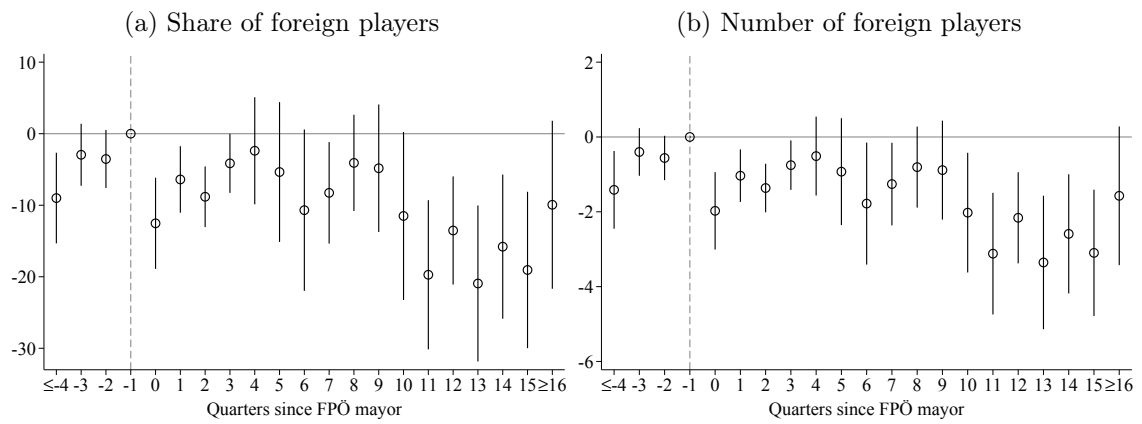 (a) Share of foreign players
10
0
-10
-20
-30
≤-4 -3 -2 -1 0 1 2 3 4 5 6 7 8 9 10 11 12 13 14 15 ≥16
Quarters since FPÖ mayor
(b) Number of foreign players
2
0
-2
-4
-6
≤-4 -3 -2 -1 0 1 2 3 4 5 6 7 8 9 10 11 12 13 14 15 ≥16
Quarters since FPÖ mayor